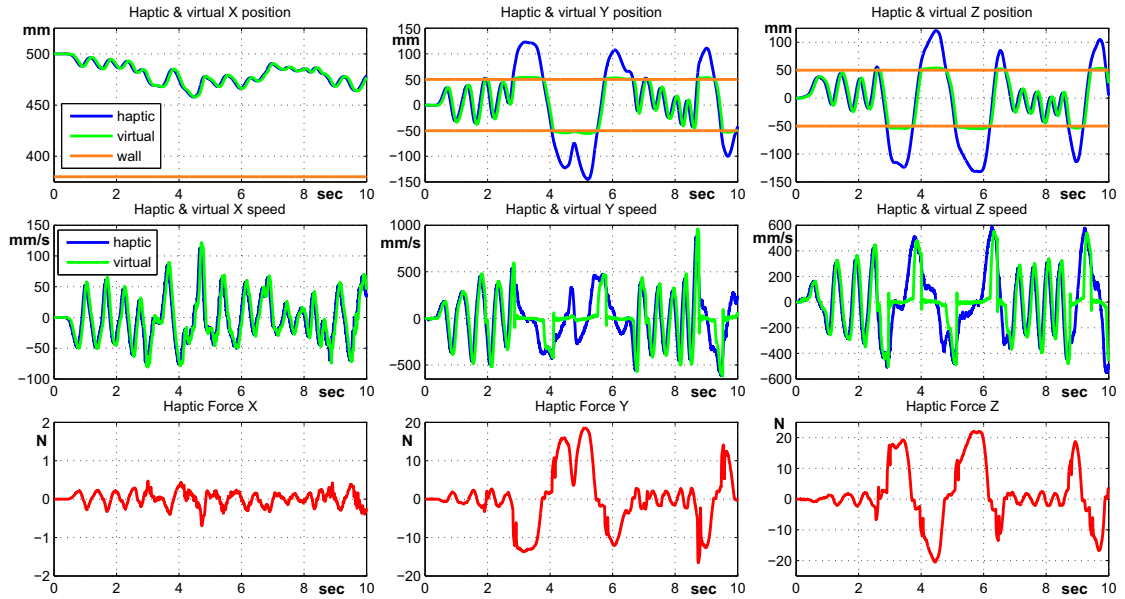 Haptic & virtual X position
mm
500
450
400
haptic
virtual
wall
0 2 4 6 8 sec 10
Haptic & virtual Y position
mm
150
100
50
0
−50
−100
−150
0 2 4 6 8 sec 10
Haptic & virtual Z position
mm
100
50
0
−50
−100
−150
0 2 4 6 8 sec 10
Haptic & virtual X speed
mm/s
150
100
50
0
−50
−100
haptic
virtual
0 2 4 6 8 sec 10
Haptic & virtual Y speed
mm/s
1000
500
0
−500
0 2 4 6 8 sec 10
Haptic & virtual Z speed
mm/s
600
400
200
0
−200
−400
−600
0 2 4 6 8 sec 10
Haptic Force X
N
2
1
0
−1
−2
0 2 4 6 8 sec 10
Haptic Force Y
N
20
10
0
−10
−20
0 2 4 6 8 sec 10
Haptic Force Z
N
20
10
0
−10
−20
0 2 4 6 8 sec 10